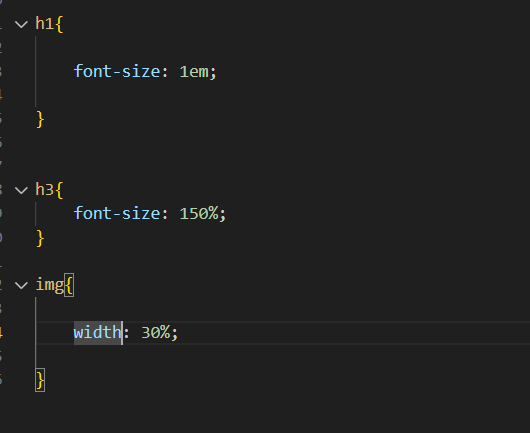 h1{
font-size: 1em;
}
h3{
font-size: 150%;
}
img{
width: 30%;
}